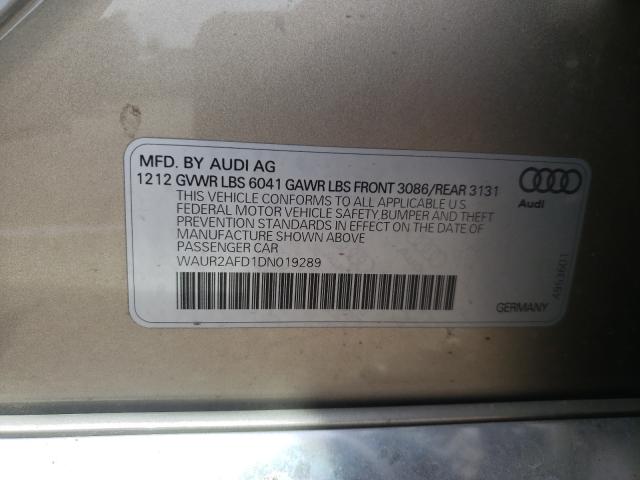 MFD. BY AUDI AG
1212 GVWR LBS 6041 GAWR LBS FRONT 3086/REAR 3131
THIS VEHICLE CONFORMS TO ALL APPLICABLE U S
FEDERAL MOTOR VEHICLE SAFETY,BUMPER AND THEFT
PREVENTION STANDARDS IN EFFECT ON THE DATE OF
MANUFACTURE SHOWN ABOVE
PASSENGER CAR
WAUR2AFD1DN019289
Audi
GERMANY